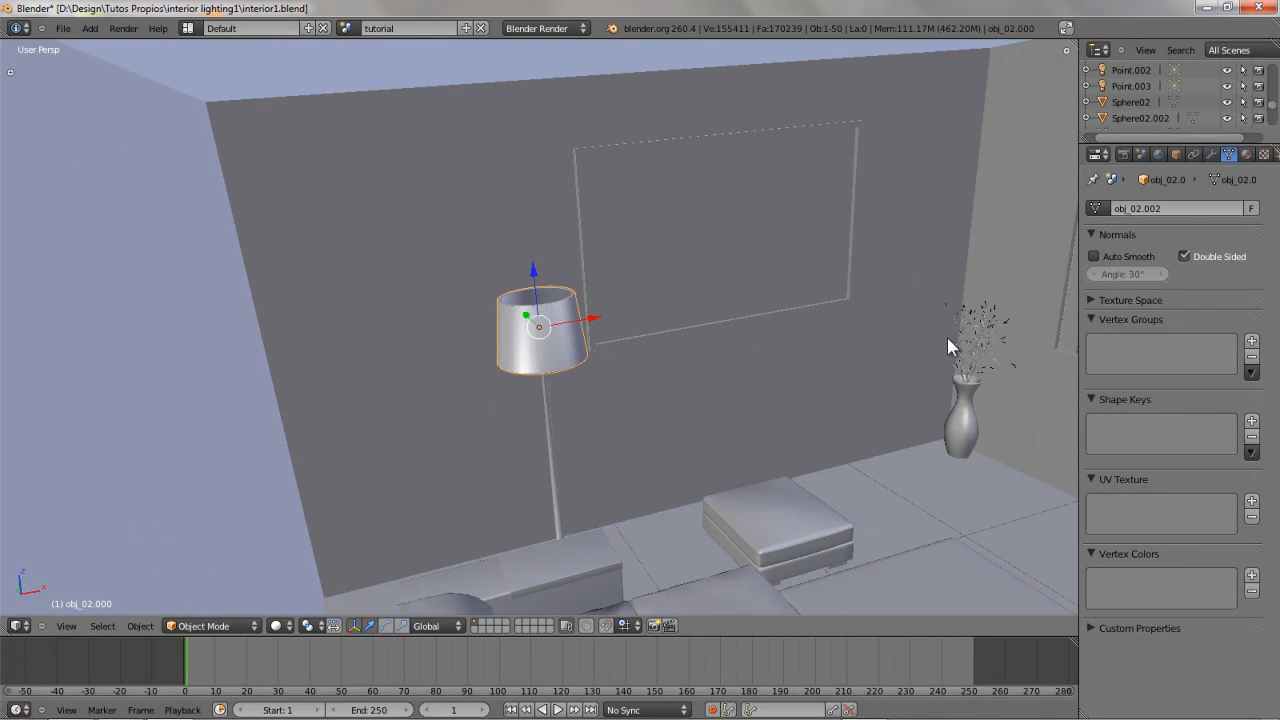 Blender* [D:\Design\Tutos Propios\interior lighting1\interior1.blend]
File Add Render Help Default tutorial Blender Render blender.org 260.4 | Ve:155411 | Fa:170239 | Ob:1-50 | La:0 | Mem:111.17M (462.20M) | obj_02.000
User Persp
View Search All Scenes
Point.002
Point.003
Sphere02
Sphere02.002
obj_02.0 obj_02.0
obj_02.002 F
Normals
Auto Smooth Double Sided
Angle: 30°
Texture Space
Vertex Groups
Shape Keys
UV Texture
Vertex Colors
Custom Properties
z
x
(1) obj_02.000
View Select Object Object Mode Global
-50 -40 -30 -20 -10 0 10 20 30 40 50 60 70 80 90 100 110 120 130 140 150 160 170 180 190 200 210 220 230 240 250 260 270 280
View Marker Frame Playback Start: 1 End: 250 1 No Sync